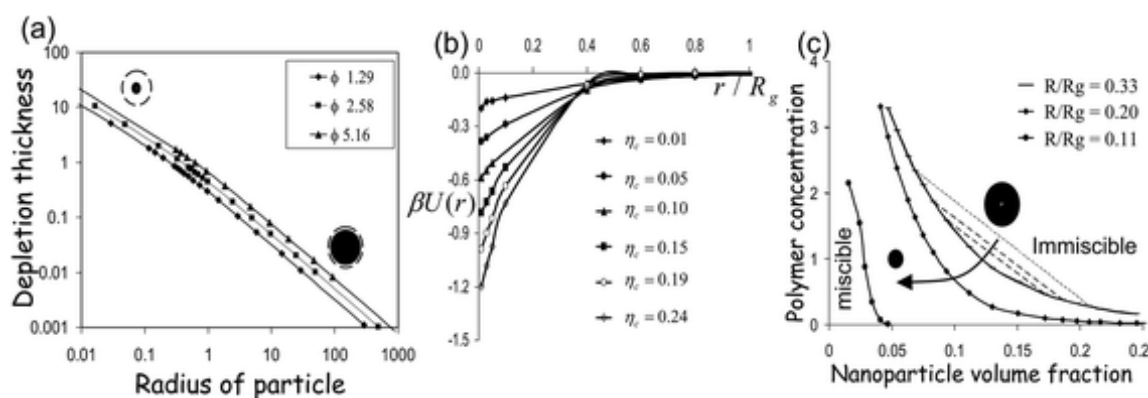 (a)
100
10
1
0.1
0.01
0.001
0.01 0.1 1 10 100 1000
Depletion thickness
Radius of particle
ϕ 1.29
ϕ 2.58
ϕ 5.16
(b)
0 0.2 0.4 0.6 0.8 1
0.0
-0.3
-0.6
-0.9
-1.2
-1.5
r / Rg
βU(r)
ηc = 0.01
ηc = 0.05
ηc = 0.10
ηc = 0.15
ηc = 0.19
ηc = 0.24
(c)
4
3
2
1
0
0 0.05 0.1 0.15 0.2 0.25
Polymer concentration
Nanoparticle volume fraction
R/Rg = 0.33
R/Rg = 0.20
R/Rg = 0.11
miscible
Immiscible